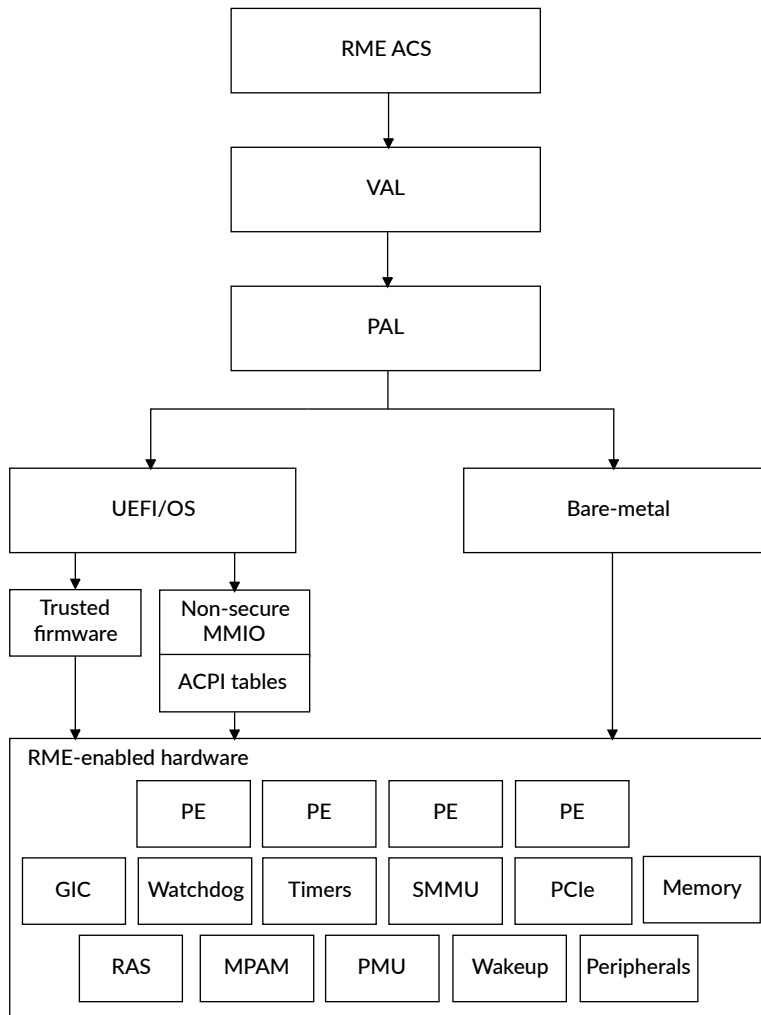 RME ACS
VAL
PAL
UEFI/OS
Bare-metal
Trusted
firmware
Non-secure
MMIO
ACPI tables
RME-enabled hardware
PE PE PE PE
GIC Watchdog Timers SMMU PCIe Memory
RAS MPAM PMU Wakeup Peripherals